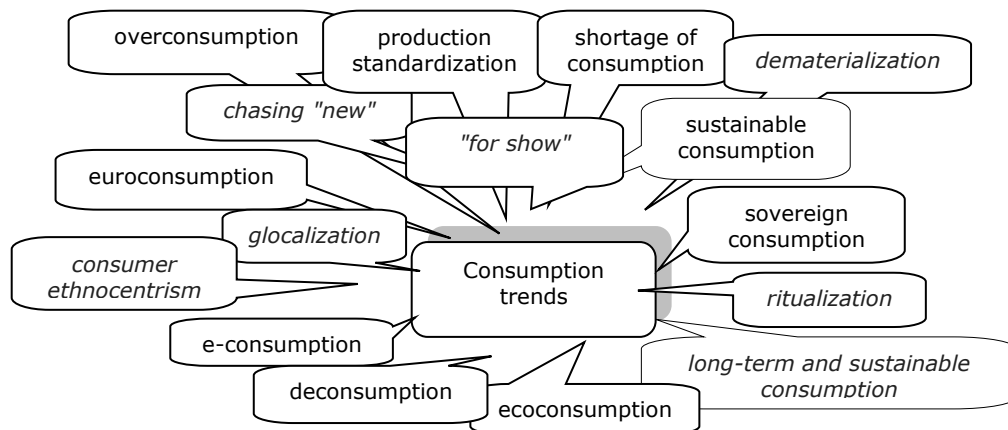 overconsumption
production
standardization
shortage of
consumption
dematerialization
chasing "new"
"for show"
sustainable
consumption
euroconsumption
glocalization
sovereign
consumption
consumer
ethnocentrism
Consumption
trends
ritualization
e-consumption
long-term and sustainable
consumption
deconsumption
ecoconsumption